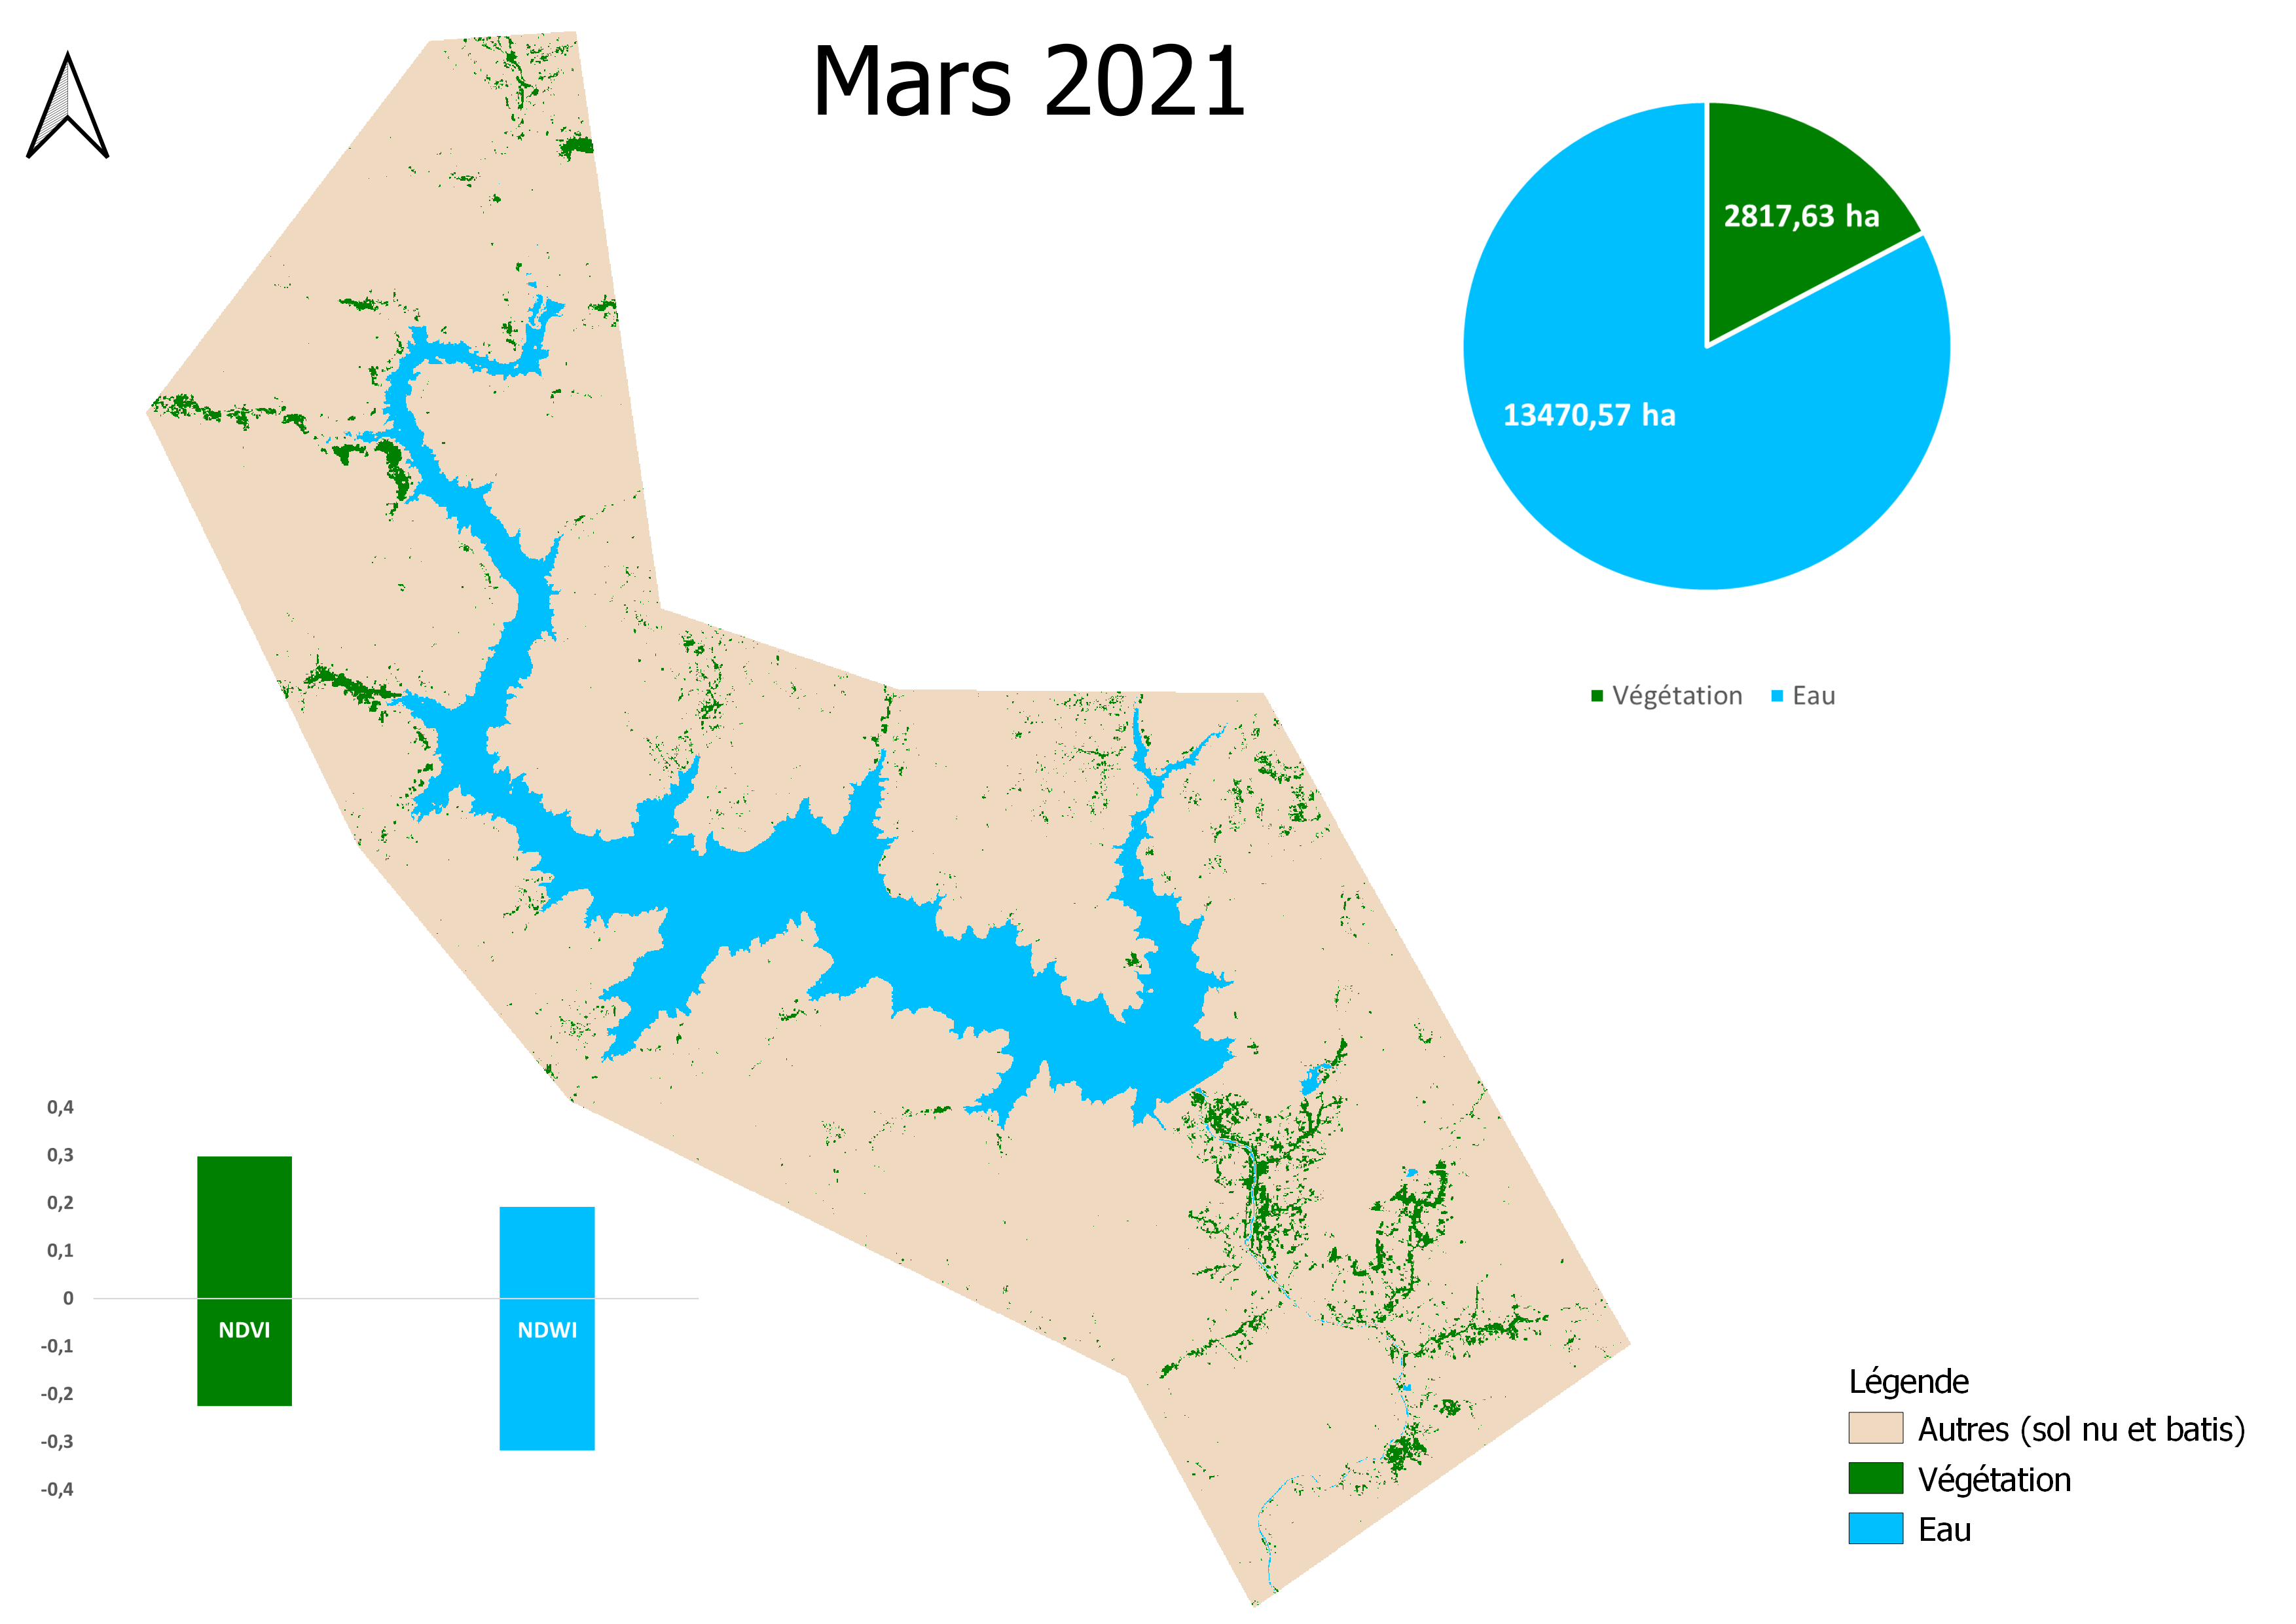 Mars 2021
2817,63 ha
13470,57 ha
Végétation
Eau
0,4
0,3
0,2
0,1
0
-0,1
-0,2
-0,3
-0,4
NDVI
NDWI
Légende
Autres (sol nu et batis)
Végétation
Eau